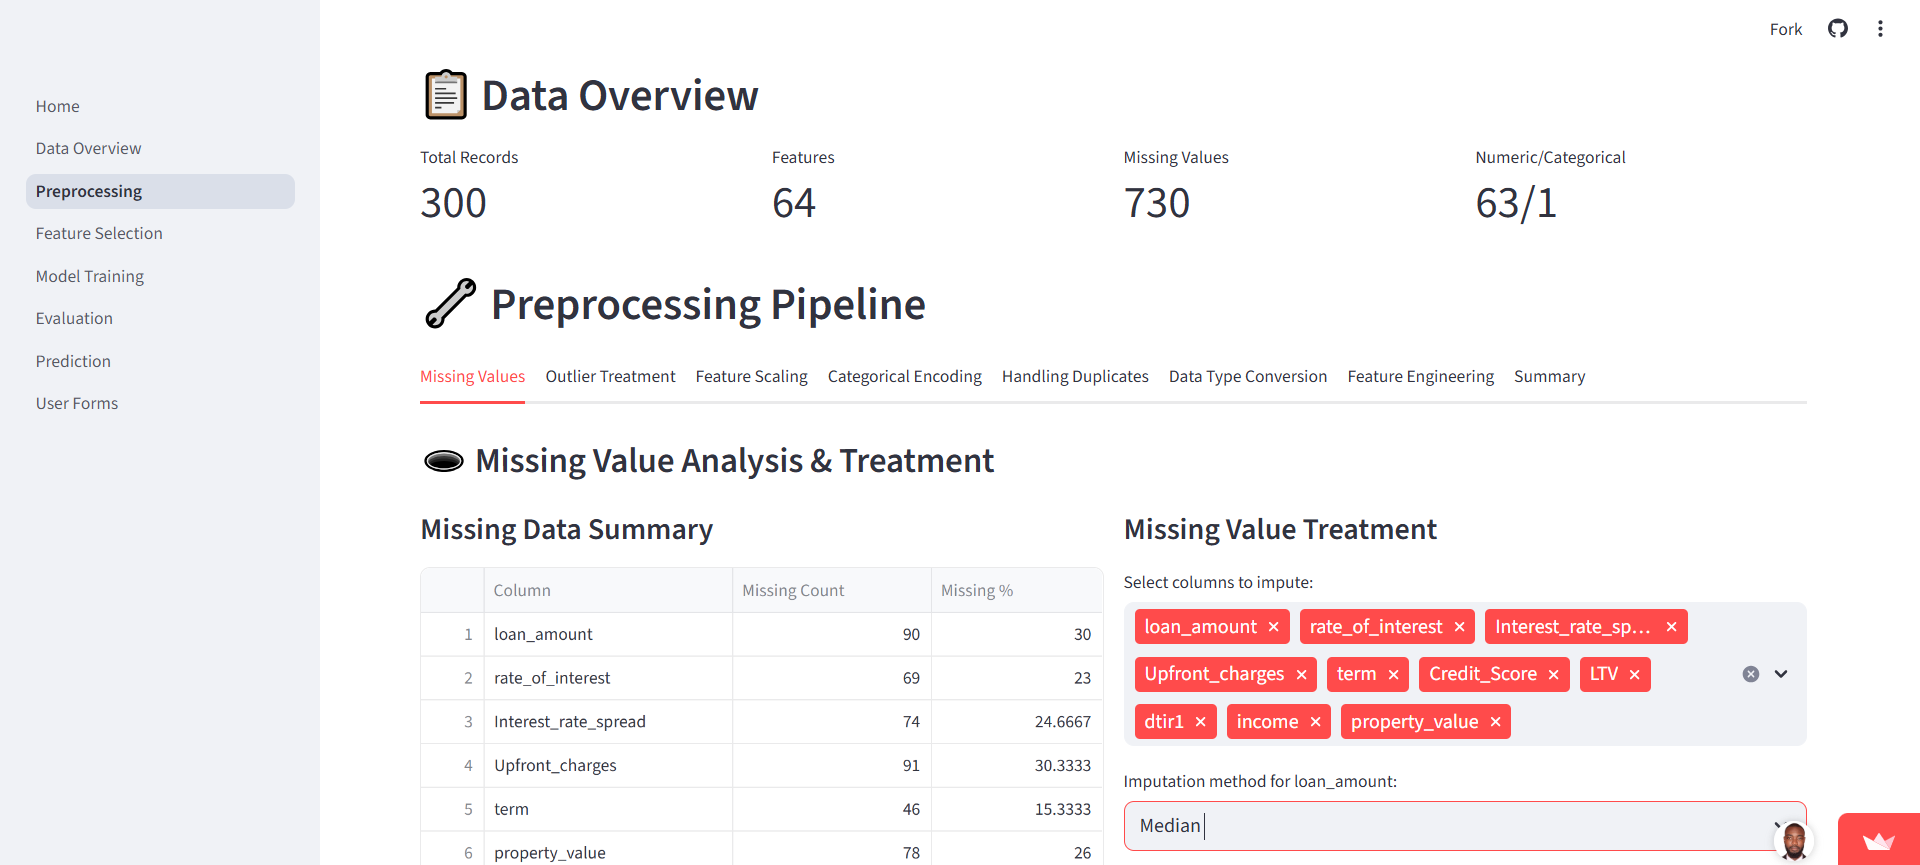 Fork
Home
Data Overview
Preprocessing
Feature Selection
Model Training
Evaluation
Prediction
User Forms
Data Overview
Total Records
300
Features
64
Missing Values
730
Numeric/Categorical
63/1
Preprocessing Pipeline
Missing Values Outlier Treatment Feature Scaling Categorical Encoding Handling Duplicates Data Type Conversion Feature Engineering Summary
Missing Value Analysis & Treatment
Missing Data Summary
Column Missing Count Missing %
1 loan_amount 90 30
2 rate_of_interest 69 23
3 Interest_rate_spread 74 24.6667
4 Upfront_charges 91 30.3333
5 term 46 15.3333
6 property_value 78 26
Missing Value Treatment
Select columns to impute:
loan_amount rate_of_interest Interest_rate_sp...
Upfront_charges term Credit_Score LTV
dtir1 income property_value
Imputation method for loan_amount:
Median